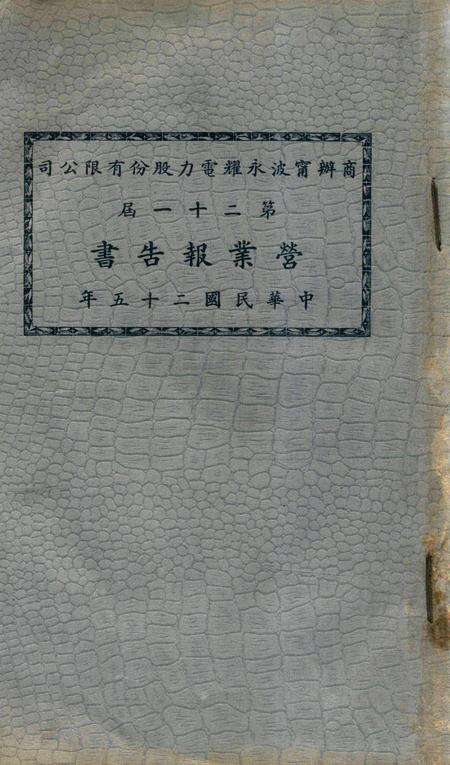 商辦甯波永耀電力股份有限公司
第二十一屆
營業報告書
中華民國二十五年